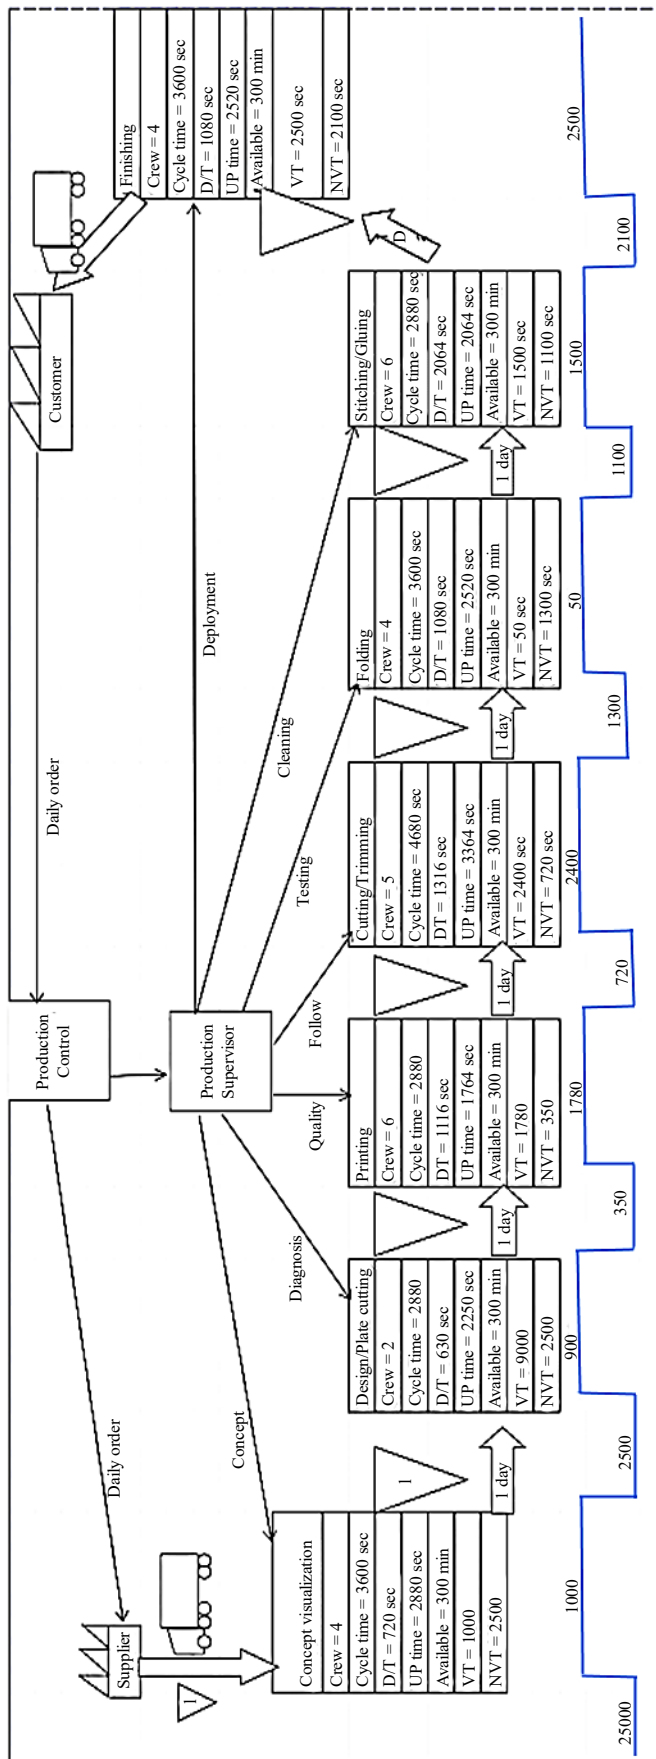 Supplier
1
Daily order
Production
Control
Daily order
Customer
Production
Supervisor
Concept
Diagnosis
Quality
Follow
Testing
Cleaning
Deployment
Concept visualization
Crew = 4
Cycle time = 3600 sec
D/T = 720 sec
UP time = 2880 sec
Available = 300 min
VT = 1000
NVT = 2500
1
1 day
Design/Plate cutting
Crew = 2
Cycle time = 2880
D/T = 630 sec
UP time = 2250 sec
Available = 300 min
VT = 9000
NVT = 2500
1 day
Printing
Crew = 6
Cycle time = 2880
DT = 1116 sec
UP time = 1764 sec
Available = 300 min
VT = 1780
NVT = 350
1 day
Cutting/Trimming
Crew = 5
Cycle time = 4680 sec
DT = 1316 sec
UP time = 3364 sec
Available = 300 min
VT = 2400 sec
NVT = 720 sec
1 day
Folding
Crew = 4
Cycle time = 3600 sec
D/T = 1080 sec
UP time = 2520 sec
Available = 300 min
VT = 50 sec
NVT = 1300 sec
1 day
Stitching/Gluing
Crew = 6
Cycle time = 2880 sec
D/T = 2064 sec
UP time = 2064 sec
Available = 300 min
VT = 1500 sec
NVT = 1100 sec
D
Finishing
Crew = 4
Cycle time = 3600 sec
D/T = 1080 sec
UP time = 2520 sec
Available = 300 min
VT = 2500 sec
NVT = 2100 sec
25000
1000
2500
900
350
1780
720
2400
1300
50
1100
1500
2100
2500